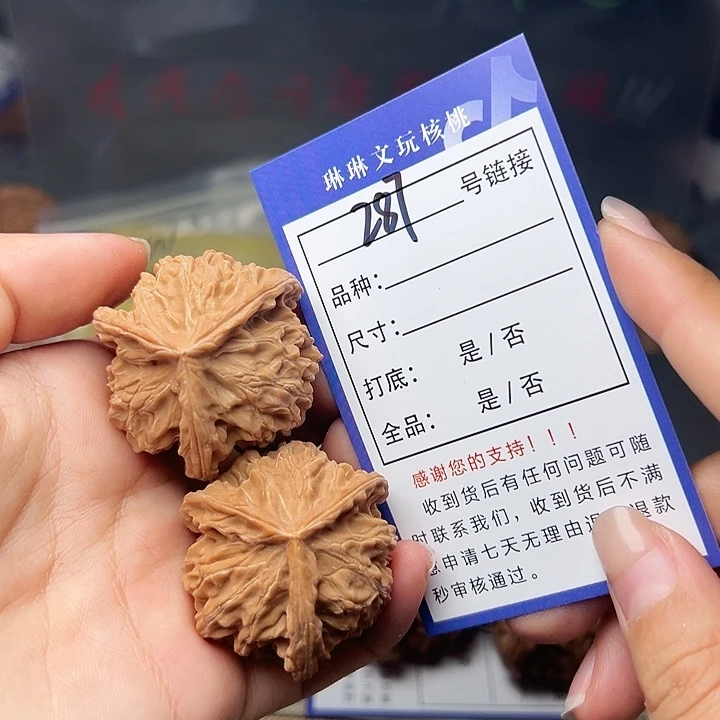 琳琳文玩核桃
287 号链接
品种：
尺寸：
打底： 是/否
全品： 是/否
感谢您的支持！！！
收到货后有任何问题可随
时联系我们，收到货后不满
申请七天无理由 退款
秒审核通过。